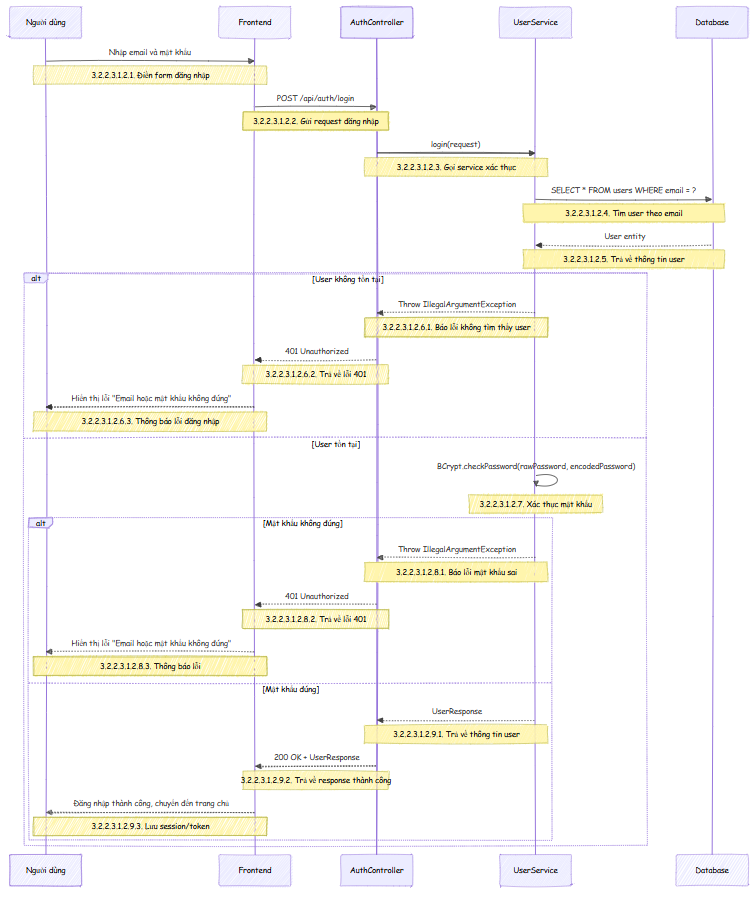 Người dùng
Frontend
AuthController
UserService
Database
Nhập email và mật khẩu
3.2.2.3.1.2.1. Điền form đăng nhập
POST /api/auth/login
3.2.2.3.1.2.2. Gửi request đăng nhập
login(request)
3.2.2.3.1.2.3. Gọi service xác thực
SELECT * FROM users WHERE email = ?
3.2.2.3.1.2.4. Tìm user theo email
User entity
3.2.2.3.1.2.5. Trả về thông tin user
alt
[User không tồn tại]
Throw IllegalArgumentException
3.2.2.3.1.2.6.1. Báo lỗi không tìm thấy user
401 Unauthorized
3.2.2.3.1.2.6.2. Trả về lỗi 401
Hiển thị lỗi "Email hoặc mật khẩu không đúng"
3.2.2.3.1.2.6.3. Thông báo lỗi đăng nhập
[User tồn tại]
BCrypt.checkPassword(rawPassword, encodedPassword)
3.2.2.3.1.2.7. Xác thực mật khẩu
alt
[Mật khẩu không đúng]
Throw IllegalArgumentException
3.2.2.3.1.2.8.1. Báo lỗi mật khẩu sai
401 Unauthorized
3.2.2.3.1.2.8.2. Trả về lỗi 401
Hiển thị lỗi "Email hoặc mật khẩu không đúng"
3.2.2.3.1.2.8.3. Thông báo lỗi
[Mật khẩu đúng]
UserResponse
3.2.2.3.1.2.9.1. Trả về thông tin user
200 OK + UserResponse
3.2.2.3.1.2.9.2. Trả về response thành công
Đăng nhập thành công, chuyển đến trang chủ
3.2.2.3.1.2.9.3. Lưu session/token
Người dùng
Frontend
AuthController
UserService
Database